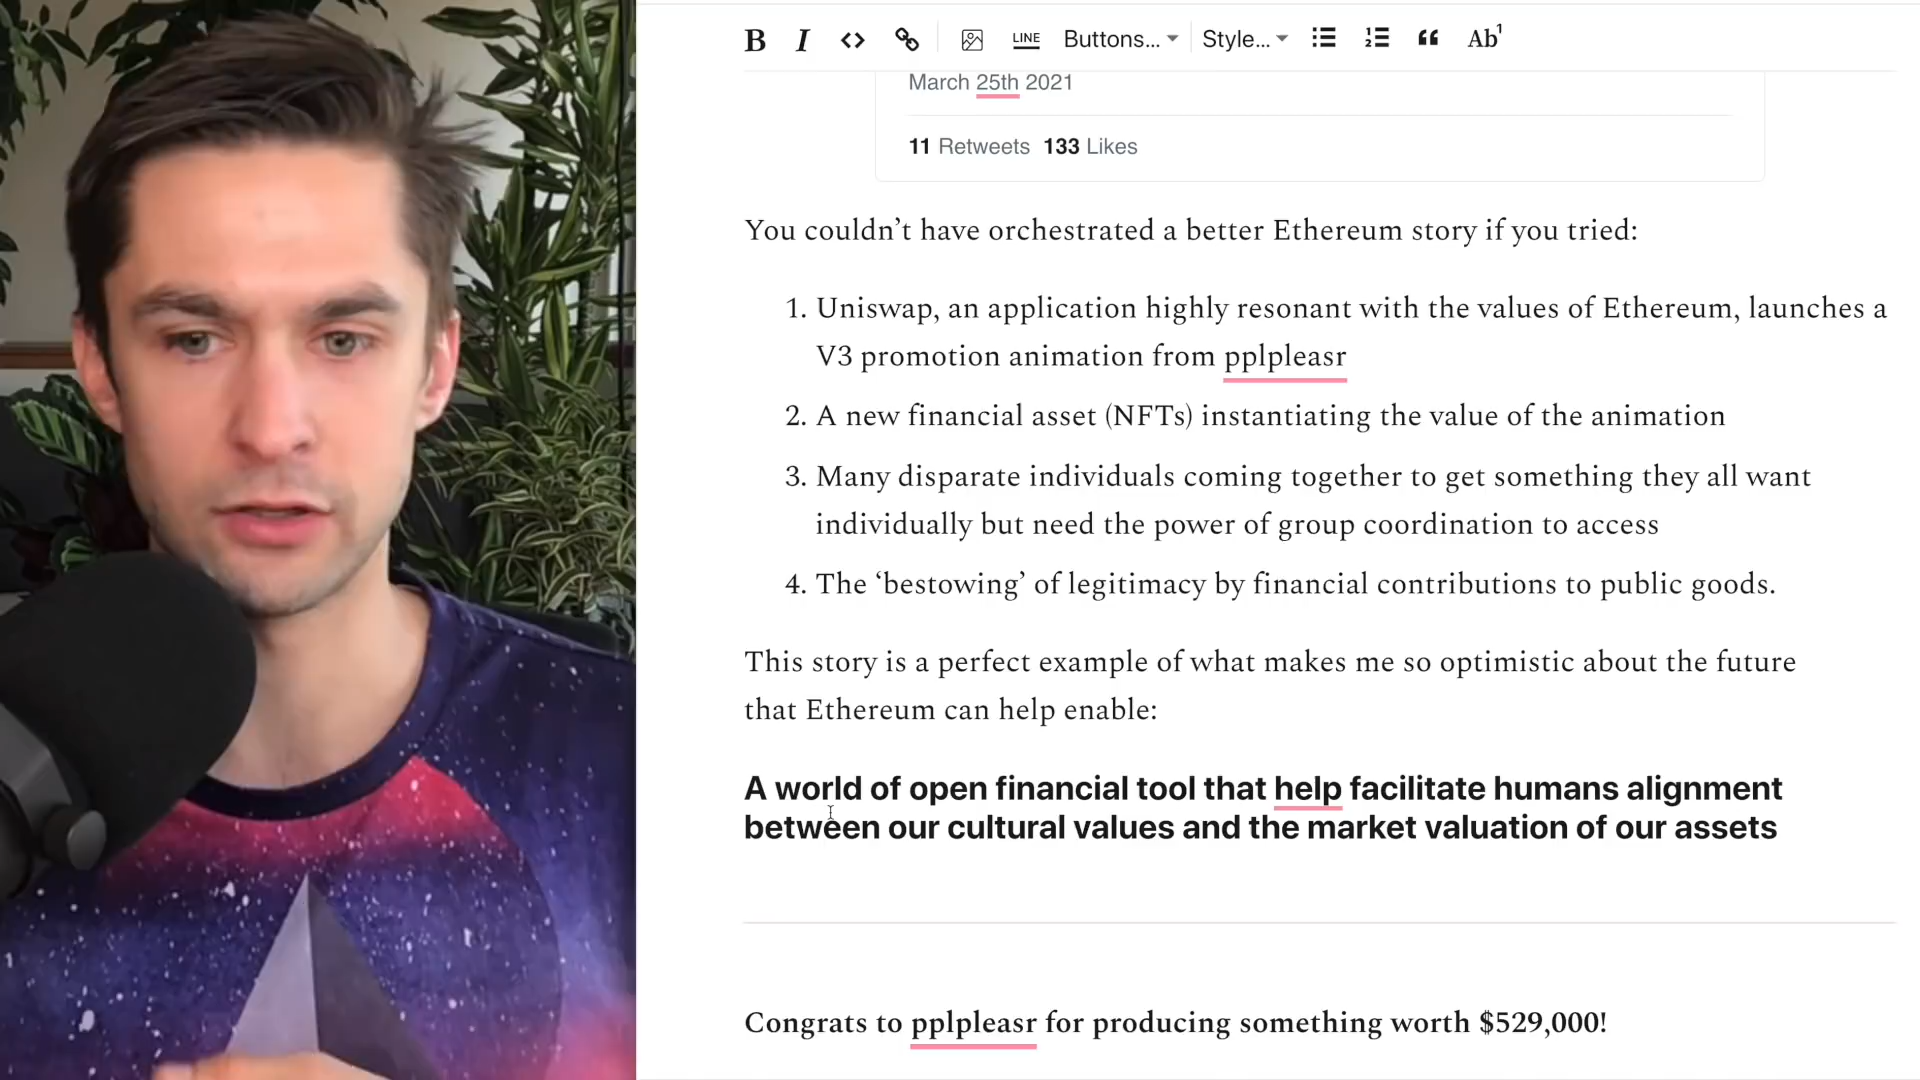 B I <> LINE Buttons... Style... Ab¹
March 25th 2021
11 Retweets 133 Likes
You couldn’t have orchestrated a better Ethereum story if you tried:
1. Uniswap, an application highly resonant with the values of Ethereum, launches a
V3 promotion animation from pplpleasr
2. A new financial asset (NFTs) instantiating the value of the animation
3. Many disparate individuals coming together to get something they all want
individually but need the power of group coordination to access
4. The ‘bestowing’ of legitimacy by financial contributions to public goods.
This story is a perfect example of what makes me so optimistic about the future
that Ethereum can help enable:
A world of open financial tool that help facilitate humans alignment
between our cultural values and the market valuation of our assets
Congrats to pplpleasr for producing something worth $529,000!